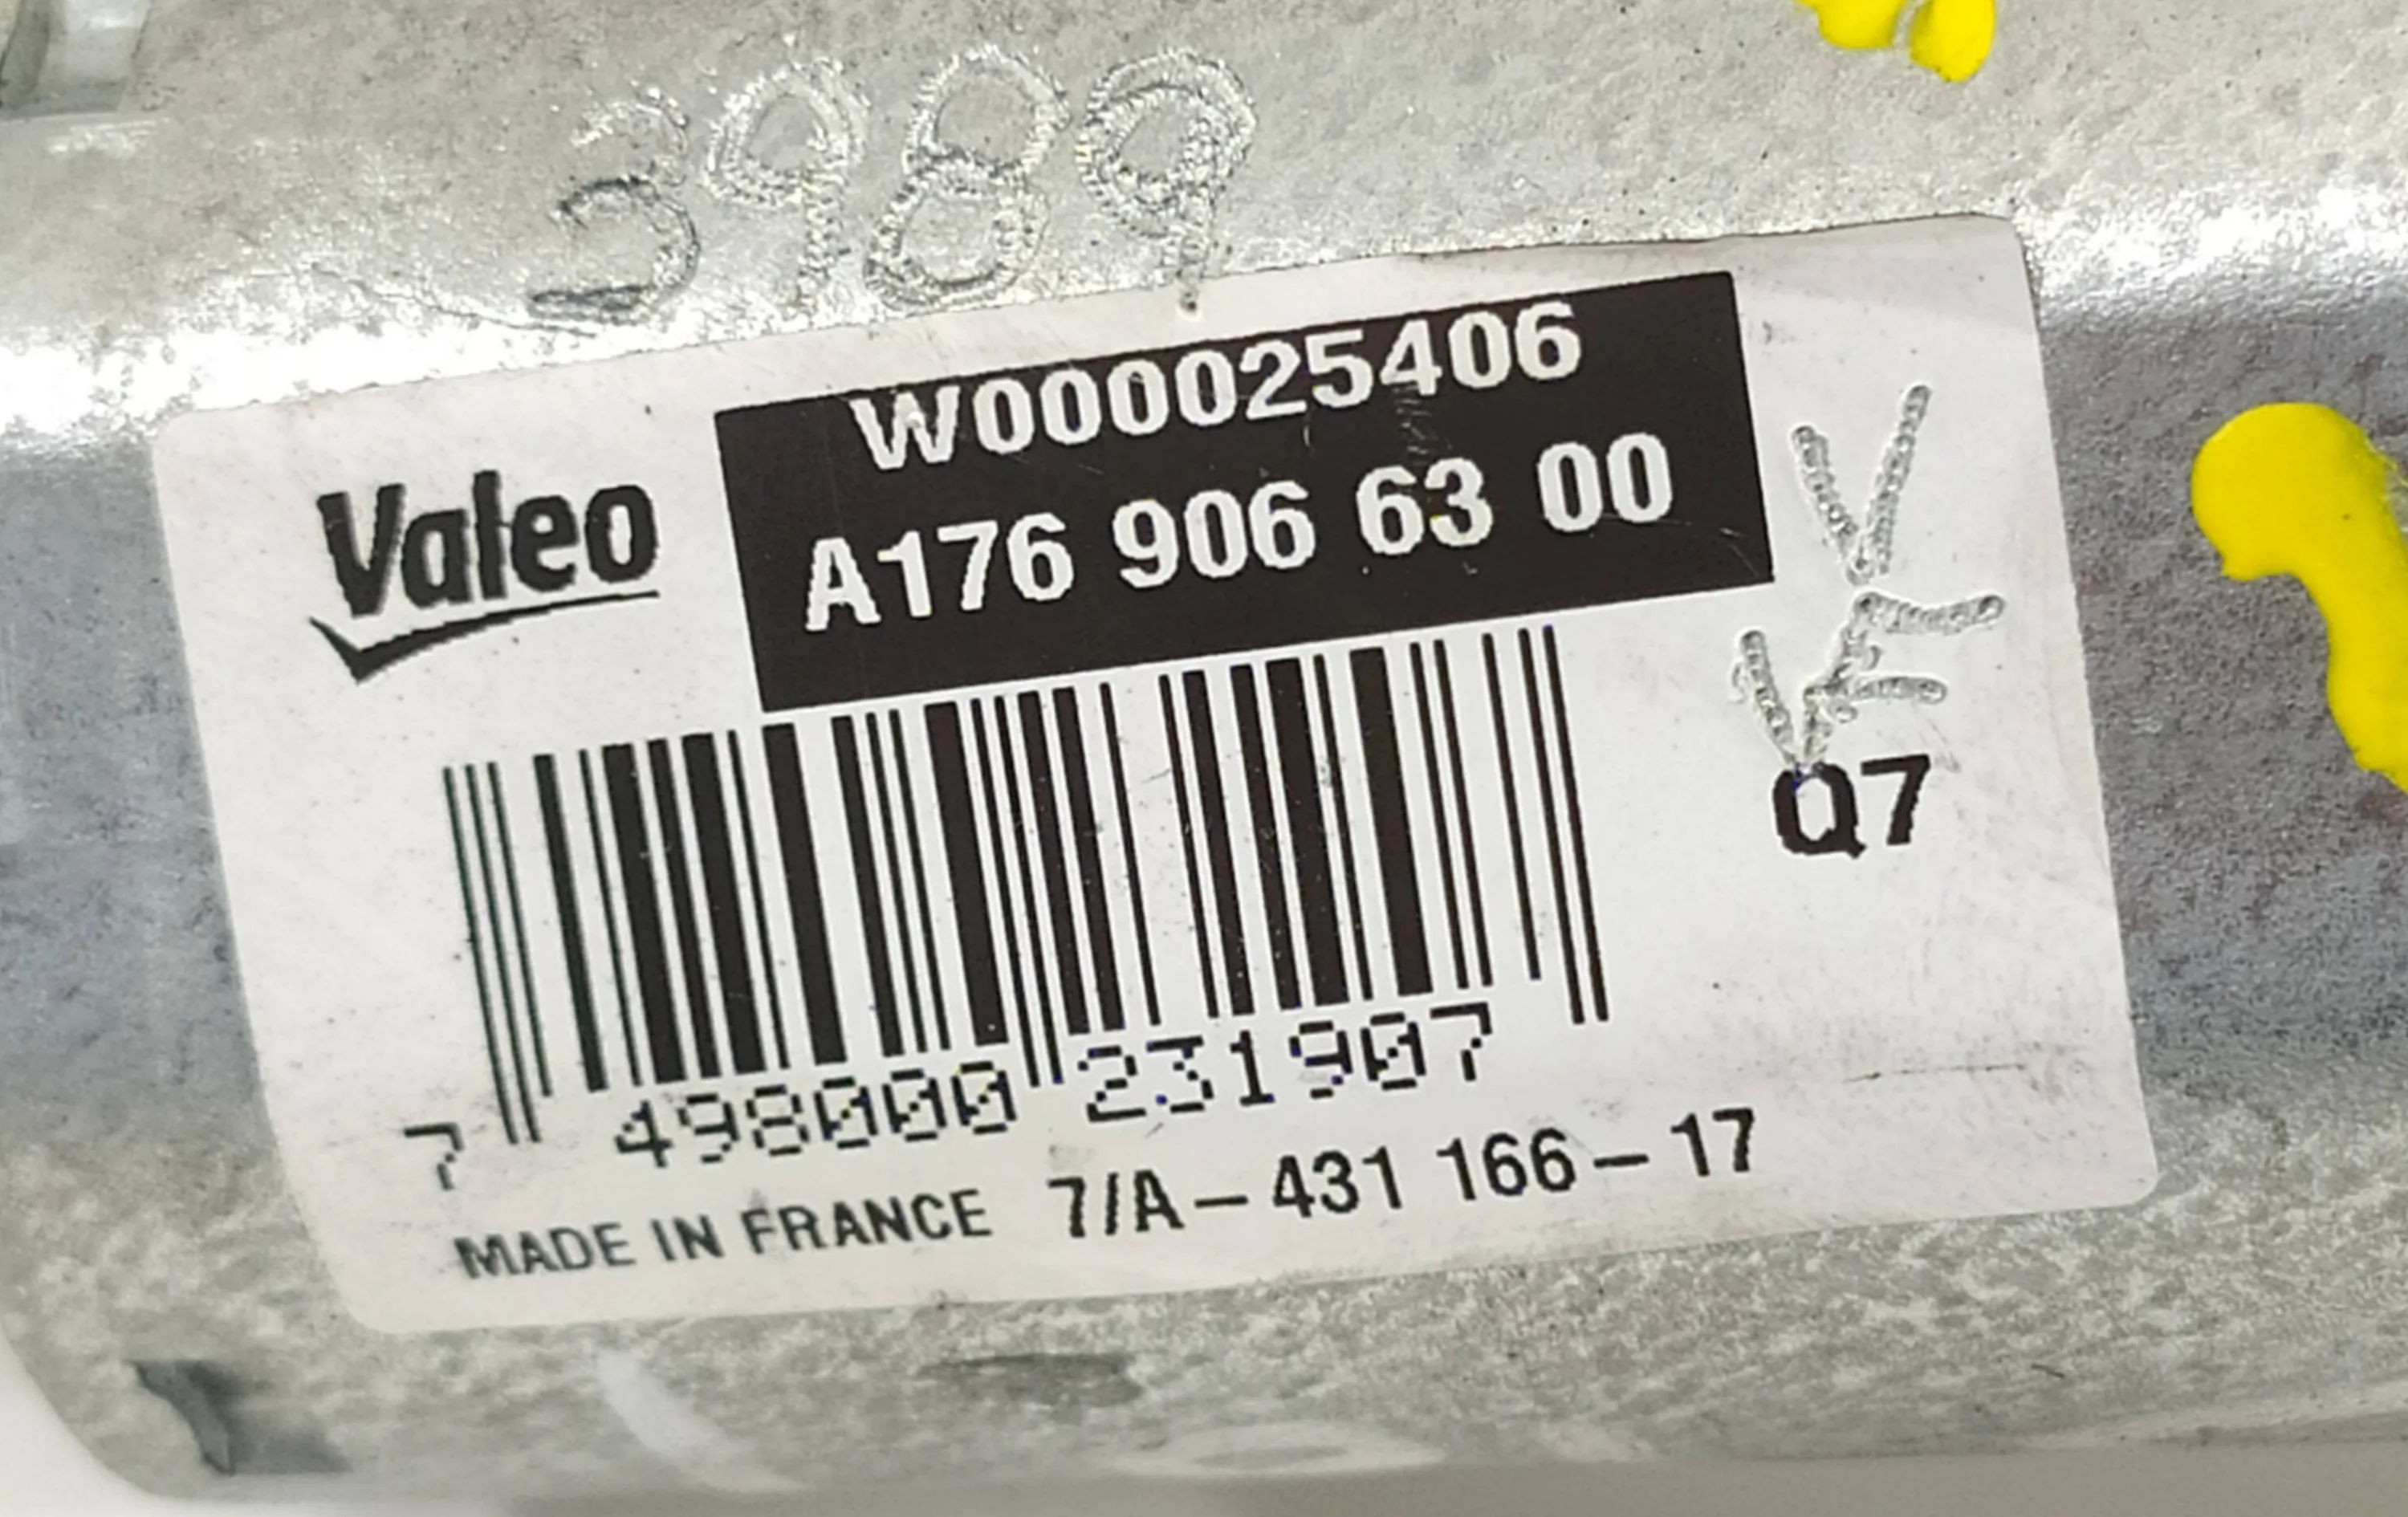 3989
W000025406
Valeo
A176 906 63 00
Q7
7 498000 231907
MADE IN FRANCE 7/A - 431 166 - 17